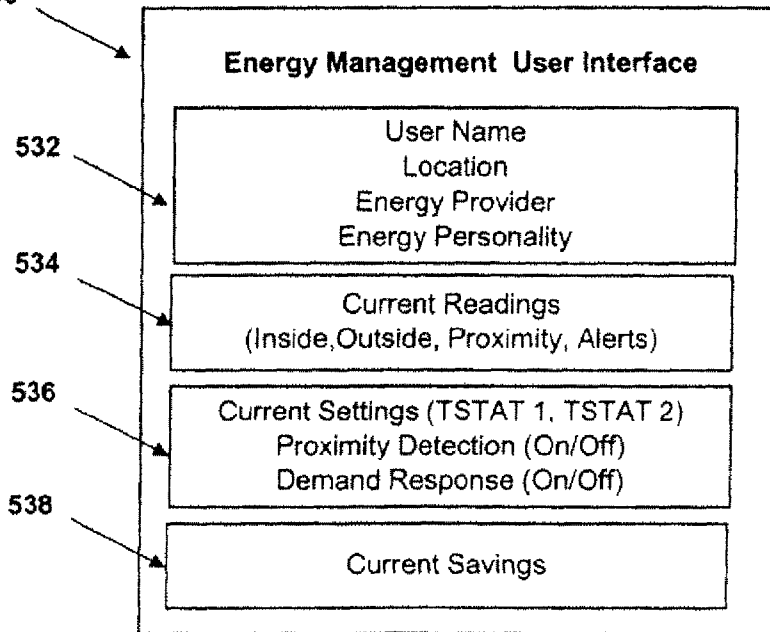 Energy Management User Interface
532
User Name
Location
Energy Provider
Energy Personality
534
Current Readings
(Inside,Outside, Proximity, Alerts)
536
Current Settings (TSTAT 1, TSTAT 2)
Proximity Detection (On/Off)
Demand Response (On/Off)
538
Current Savings